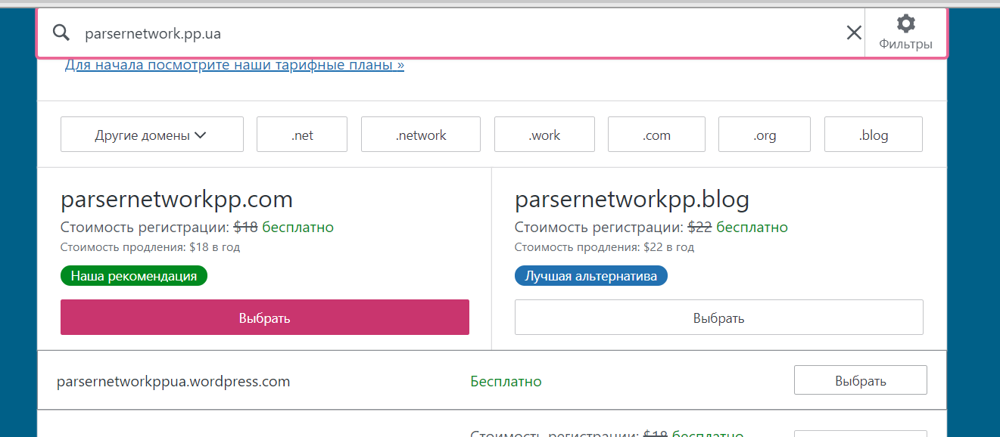 parsernetwork.pp.ua
Фильтры
Для начала посмотрите наши тарифные планы »
Другие домены
.net
.network
.work
.com
.org
.blog
parsernetworkpp.com
Стоимость регистрации: $18 бесплатно
Стоимость продления: $18 в год
Наша рекомендация
Выбрать
parsernetworkpp.blog
Стоимость регистрации: $22 бесплатно
Стоимость продления: $22 в год
Лучшая альтернатива
Выбрать
parsernetworkppua.wordpress.com
Бесплатно
Выбрать
Стоимость регистрации: $18 бесплатно